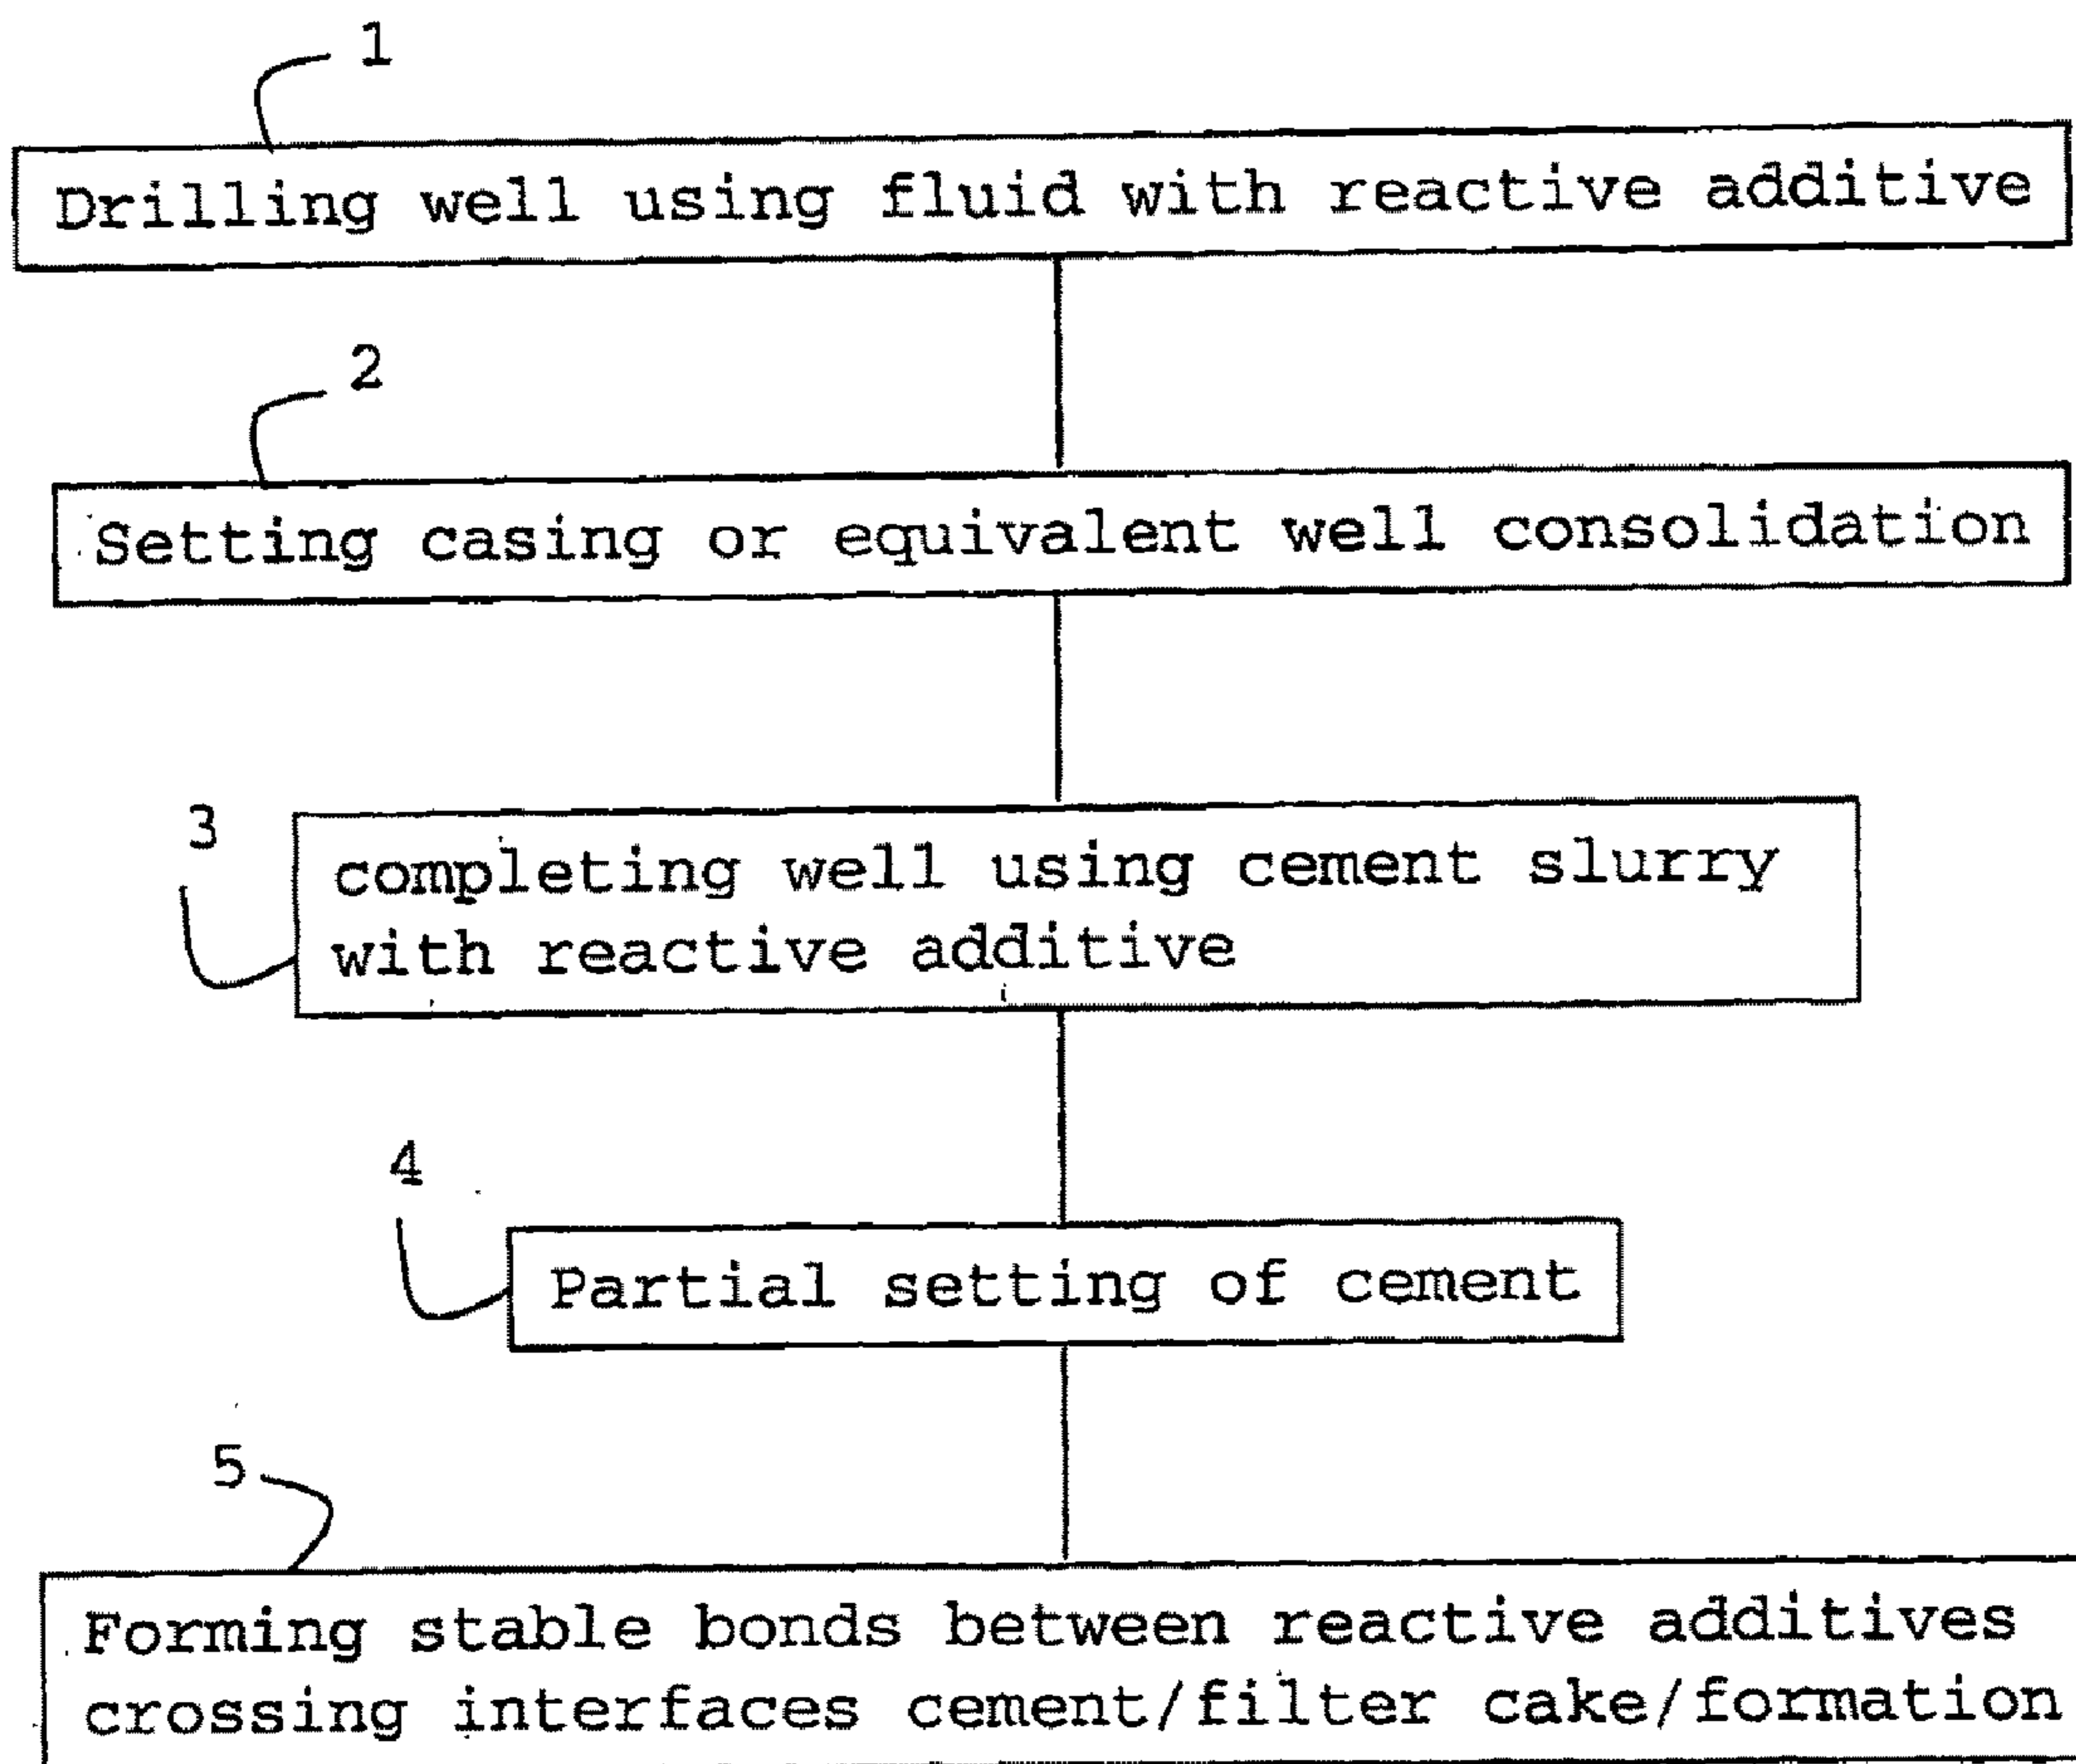 1
Drilling well using fluid with reactive additive
2
Setting casing or equivalent well consolidation
3
completing well using cement slurry
with reactive additive
4
Partial setting of cement
5
Forming stable bonds between reactive additives
crossing interfaces cement/filter cake/formation